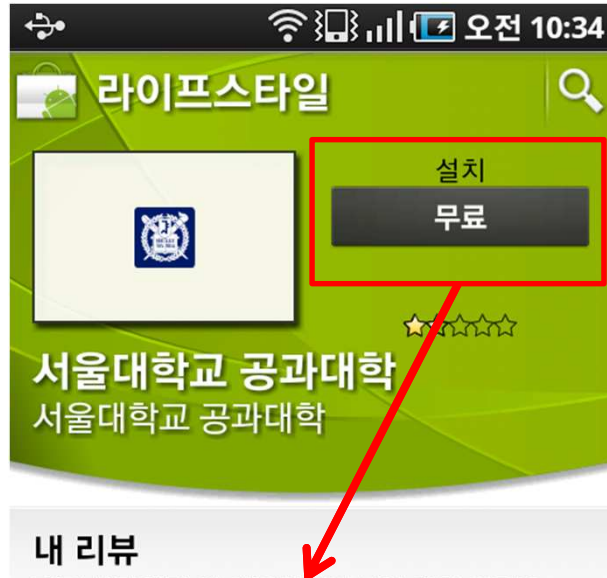 오전 10:34
라이프스타일
설치
무료
서울대학교 공과대학
서울대학교 공과대학
내 리뷰